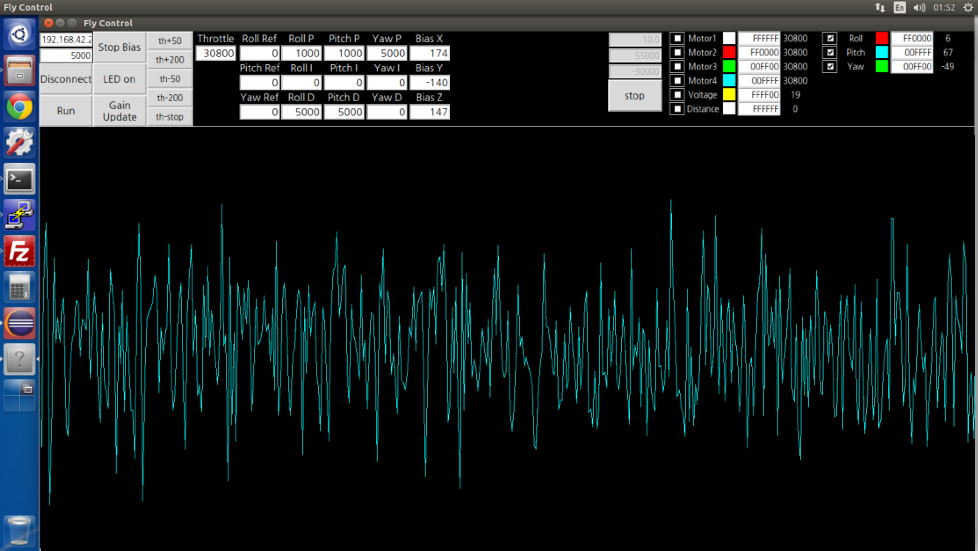 Fly Control
En 01:52
Fly Control
192.168.42.2
5000
Disconnect
Run
Stop Bias
LED on
Gain
Update
th+50
th+200
th-50
th-200
th-stop
Throttle Roll Ref Roll P Pitch P Yaw P Bias X
30800 0 1000 1000 5000 174
Pitch Ref Roll I Pitch I Yaw I Bias Y
0 0 0 0 -140
Yaw Ref Roll D Pitch D Yaw D Bias Z
0 5000 5000 0 147
10.0
55000
-30000
stop
Motor1 FFFFFF 30800
Motor2 FF0000 30800
Motor3 00FF00 30800
Motor4 00FFFF 30800
Voltage FFFF00 19
Distance FFFFFF 0
Roll FF0000 6
Pitch 00FFFF 67
Yaw 00FF00 -49
>_
Fz
?